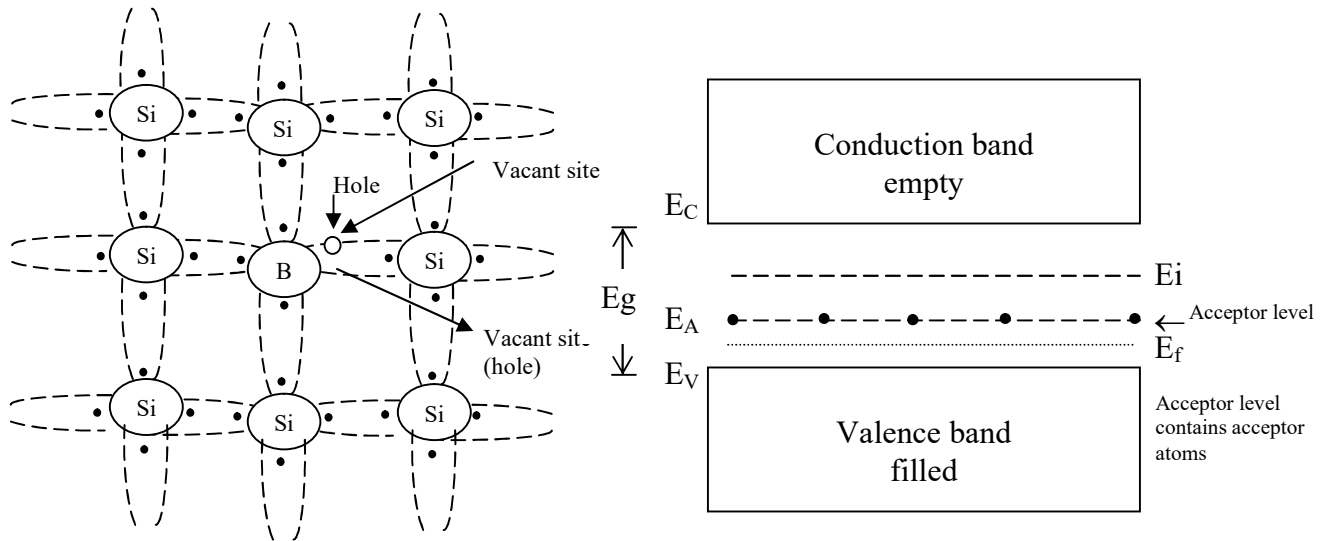 Si
Si
Si
Hole
Vacant site
Si
B
Si
Vacant sit
(hole)
Si
Si
Si
Conduction band
empty
E_C
Eg
Ei
E_A
Acceptor level
E_f
E_V
Valence band
filled
Acceptor level
contains acceptor
atoms